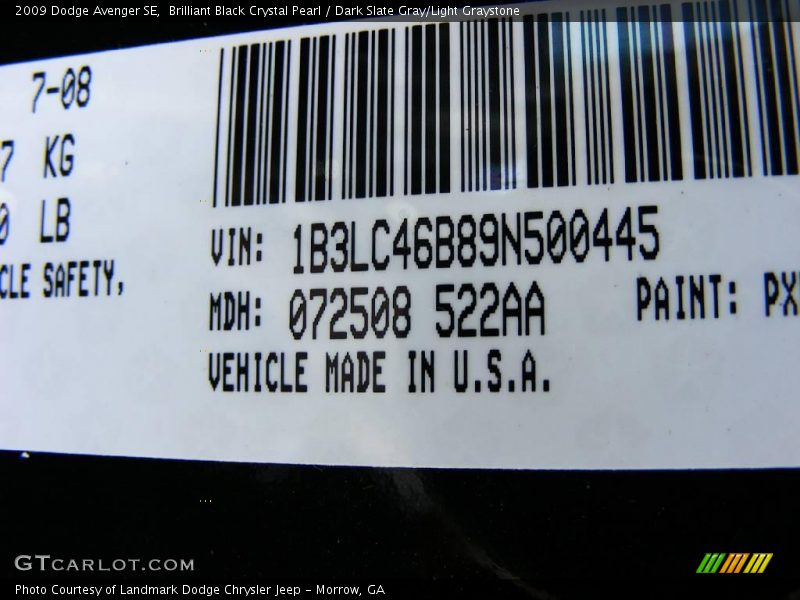 2009 Dodge Avenger SE, Brilliant Black Crystal Pearl / Dark Slate Gray/Light Graystone
7-08
7 KG
0 LB
CLE SAFETY,
VIN: 1B3LC46B89N500445
MDH: 072508 522AA PAINT: PX
VEHICLE MADE IN U.S.A.
GTCARLOT.COM
Photo Courtesy of Landmark Dodge Chrysler Jeep - Morrow, GA